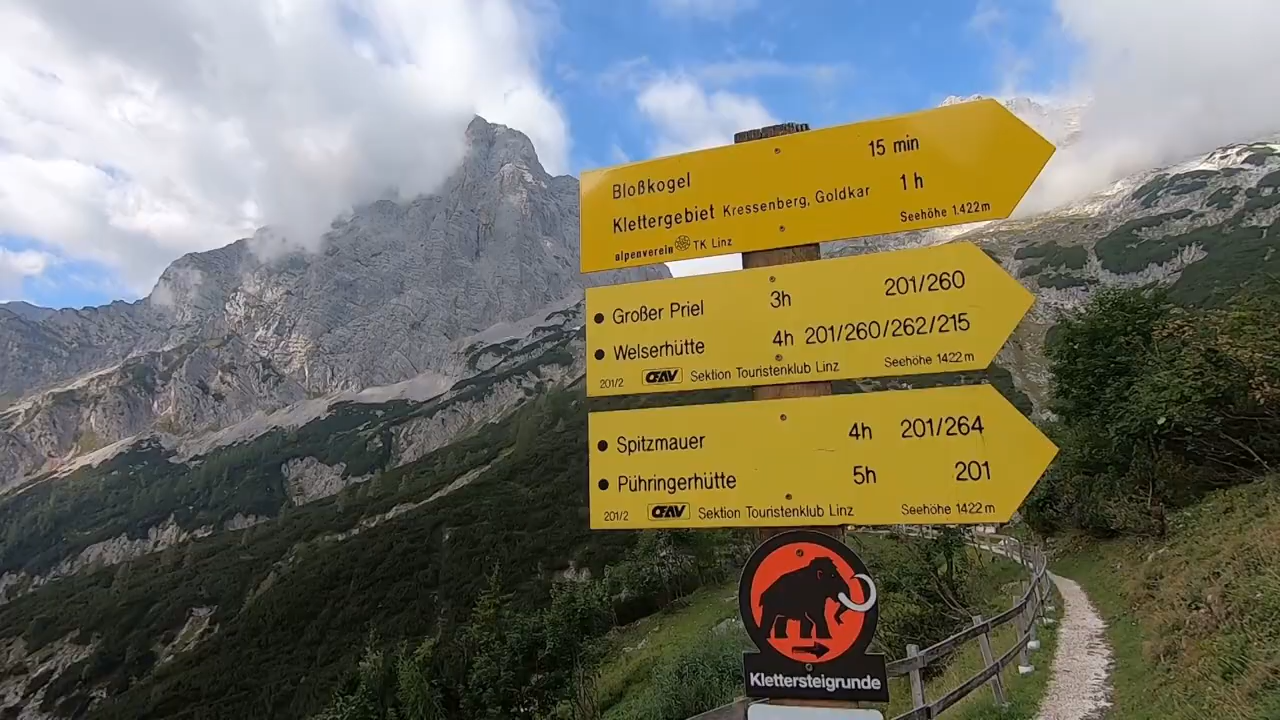 Bloßkogel 15 min
Klettergebiet Kressenberg, Goldkar 1 h
alpenverein TK Linz Seehöhe 1.422 m
Großer Priel 3h 201/260
Welserhütte 4h 201/260/262/215
201/2 OEAV Sektion Touristenklub Linz Seehöhe 1422 m
Spitzmauer 4h 201/264
Pühringerhütte 5h 201
201/2 OEAV Sektion Touristenklub Linz Seehöhe 1422 m
Klettersteigrunde